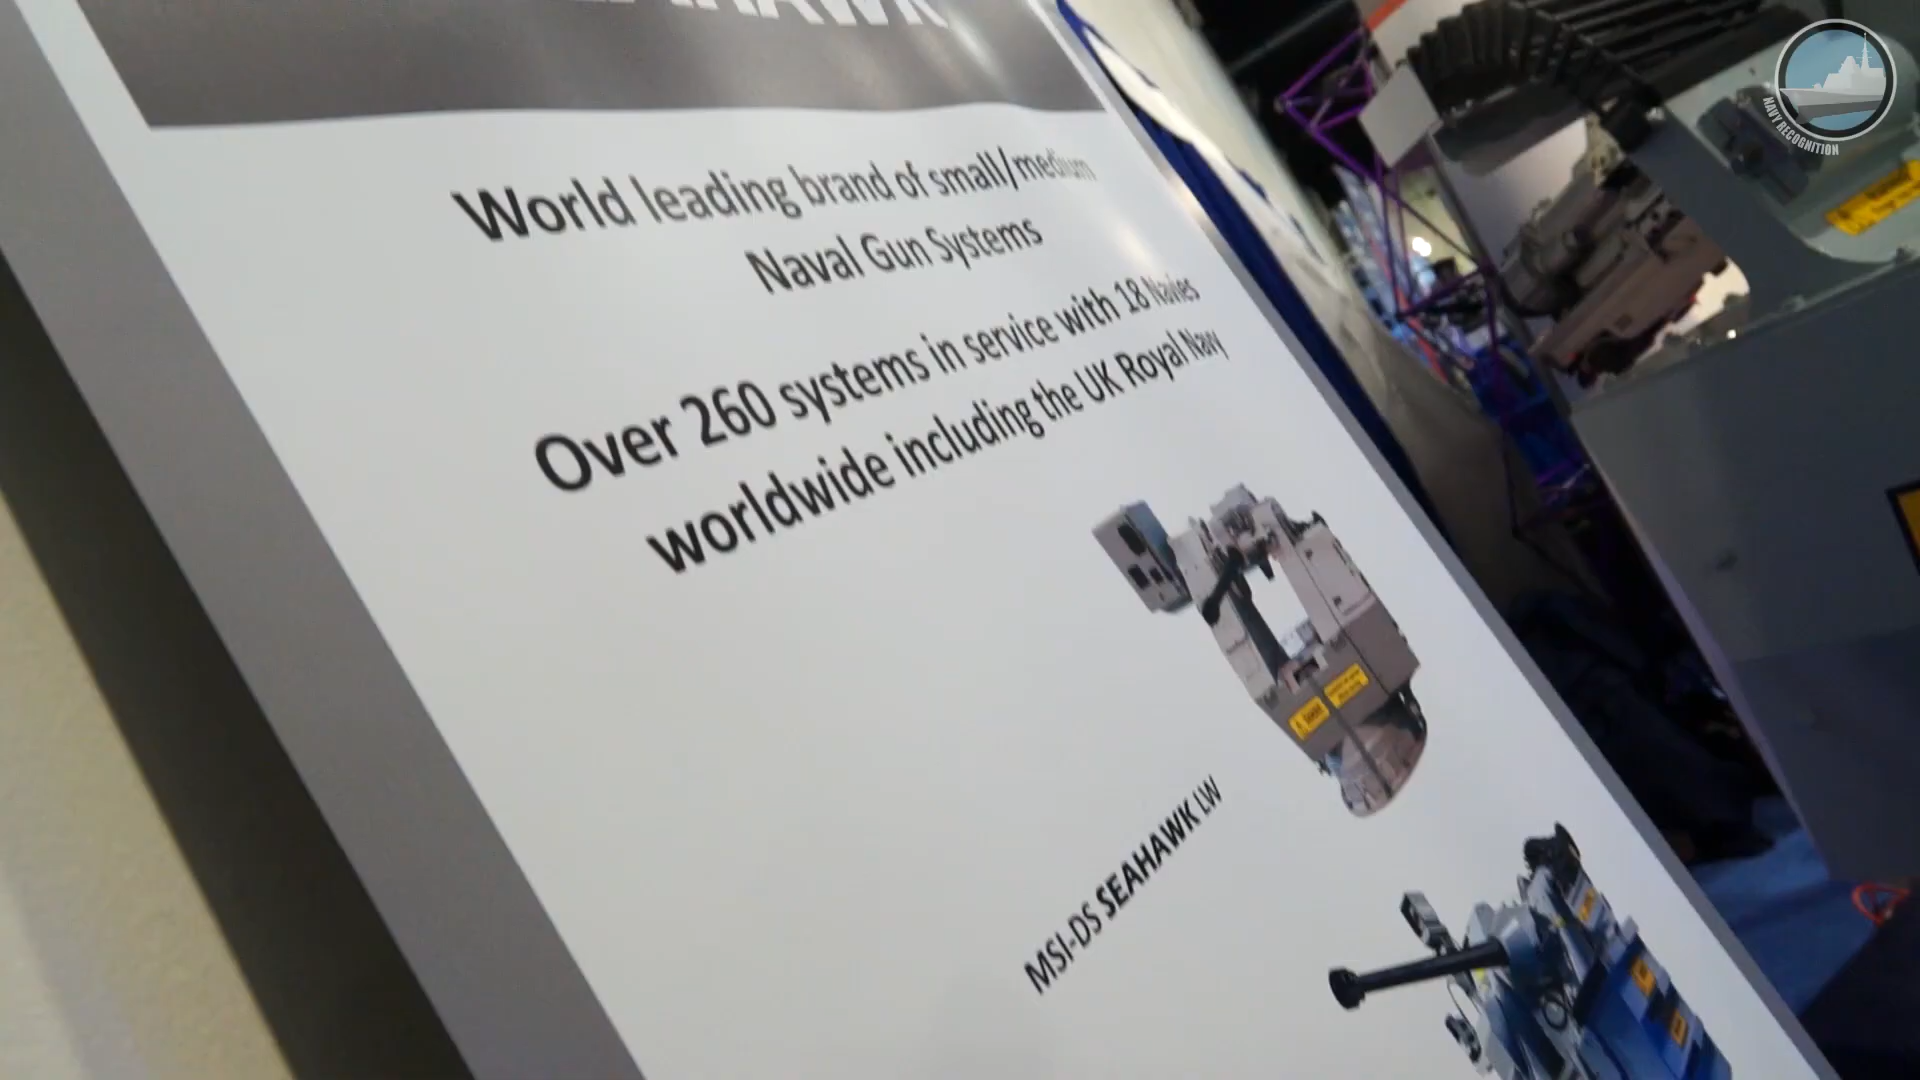 SEAHAWK
World leading brand of small/medium
Naval Gun Systems
Over 260 systems in service with 18 Navies
worldwide including the UK Royal Navy
MSI-DS SEAHAWK LW
NAVY RECOGNITION